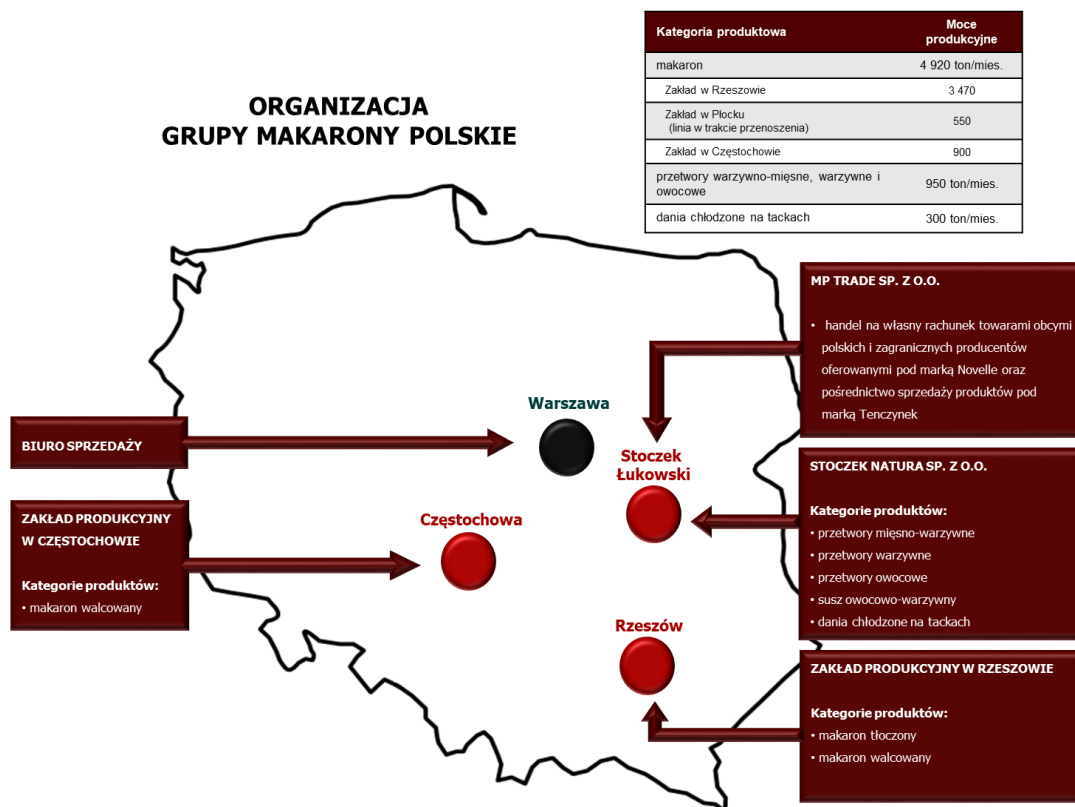 ORGANIZACJA
GRUPY MAKARONY POLSKIE
Kategoria produktowa
Moce
produkcyjne
makaron
4 920 ton/mies.
Zakład w Rzeszowie
3 470
Zakład w Płocku
(linia w trakcie przenoszenia)
550
Zakład w Częstochowie
900
przetwory warzywno-mięsne, warzywne i
owocowe
950 ton/mies.
dania chłodzone na tackach
300 ton/mies.
MP TRADE SP. Z O.O.
• handel na własny rachunek towarami obcymi
polskich i zagranicznych producentów
oferowanymi pod marką Novelle oraz
pośrednictwo sprzedaży produktów pod
marką Tenczynek
Warszawa
BIURO SPRZEDAŻY
Stoczek
Łukowski
STOCZEK NATURA SP. Z O.O.
Kategorie produktów:
• przetwory mięsno-warzywne
• przetwory warzywne
• przetwory owocowe
• susz owocowo-warzywny
• dania chłodzone na tackach
ZAKŁAD PRODUKCYJNY
W CZĘSTOCHOWIE
Kategorie produktów:
• makaron walcowany
Częstochowa
Rzeszów
ZAKŁAD PRODUKCYJNY W RZESZOWIE
Kategorie produktów:
• makaron tłoczony
• makaron walcowany